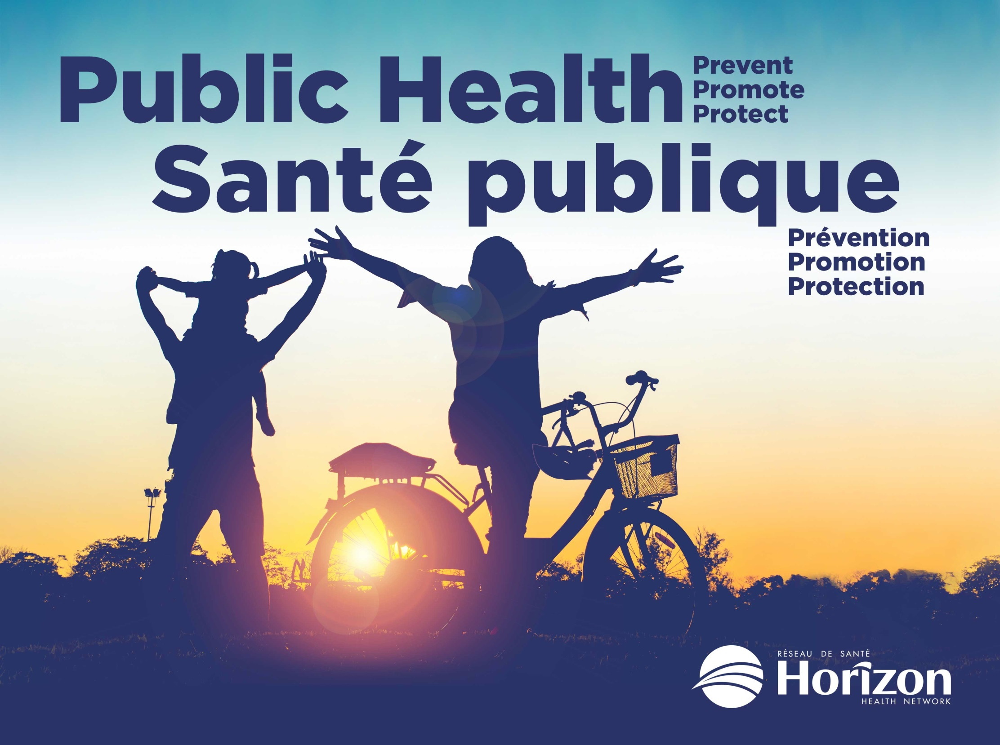 Public Health
Prevent
Promote
Protect
Santé publique
Prévention
Promotion
Protection
RÉSEAU DE SANTÉ
Horizon
HEALTH NETWORK